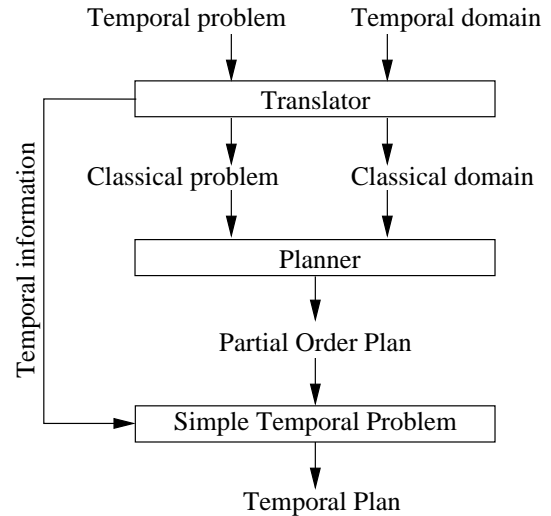 Temporal problem
Temporal domain
Translator
Temporal information
Classical problem
Classical domain
Planner
Partial Order Plan
Simple Temporal Problem
Temporal Plan